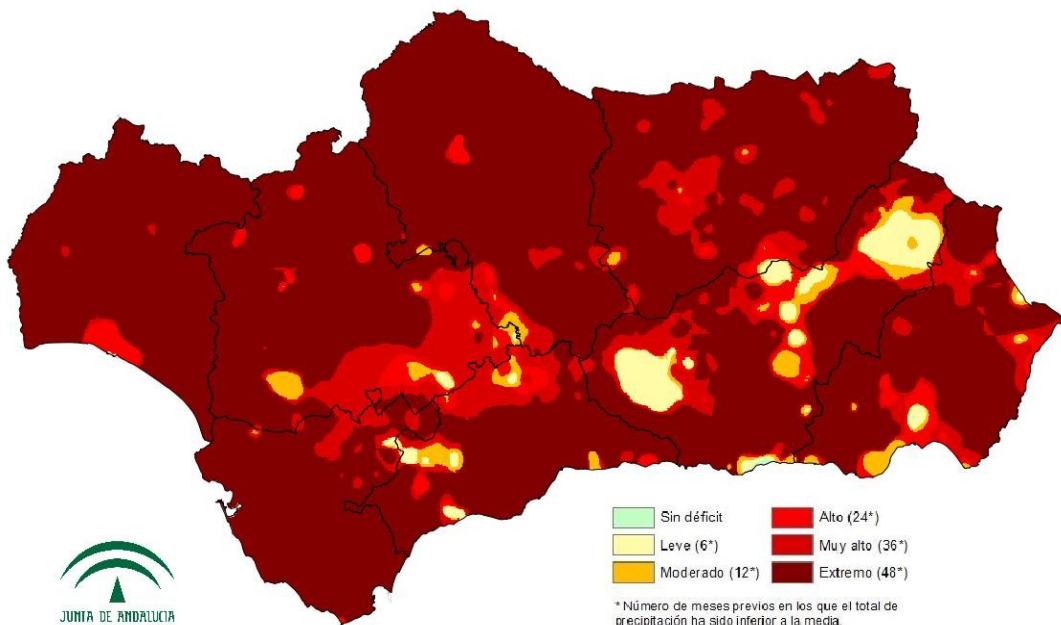 Sin déficit
Leve (6*)
Moderado (12*)
Alto (24*)
Muy alto (36*)
Extremo (48*)
* Número de meses previos en los que el total de
precipitación ha sido inferior a la media.
JUNTA DE ANDALUCIA